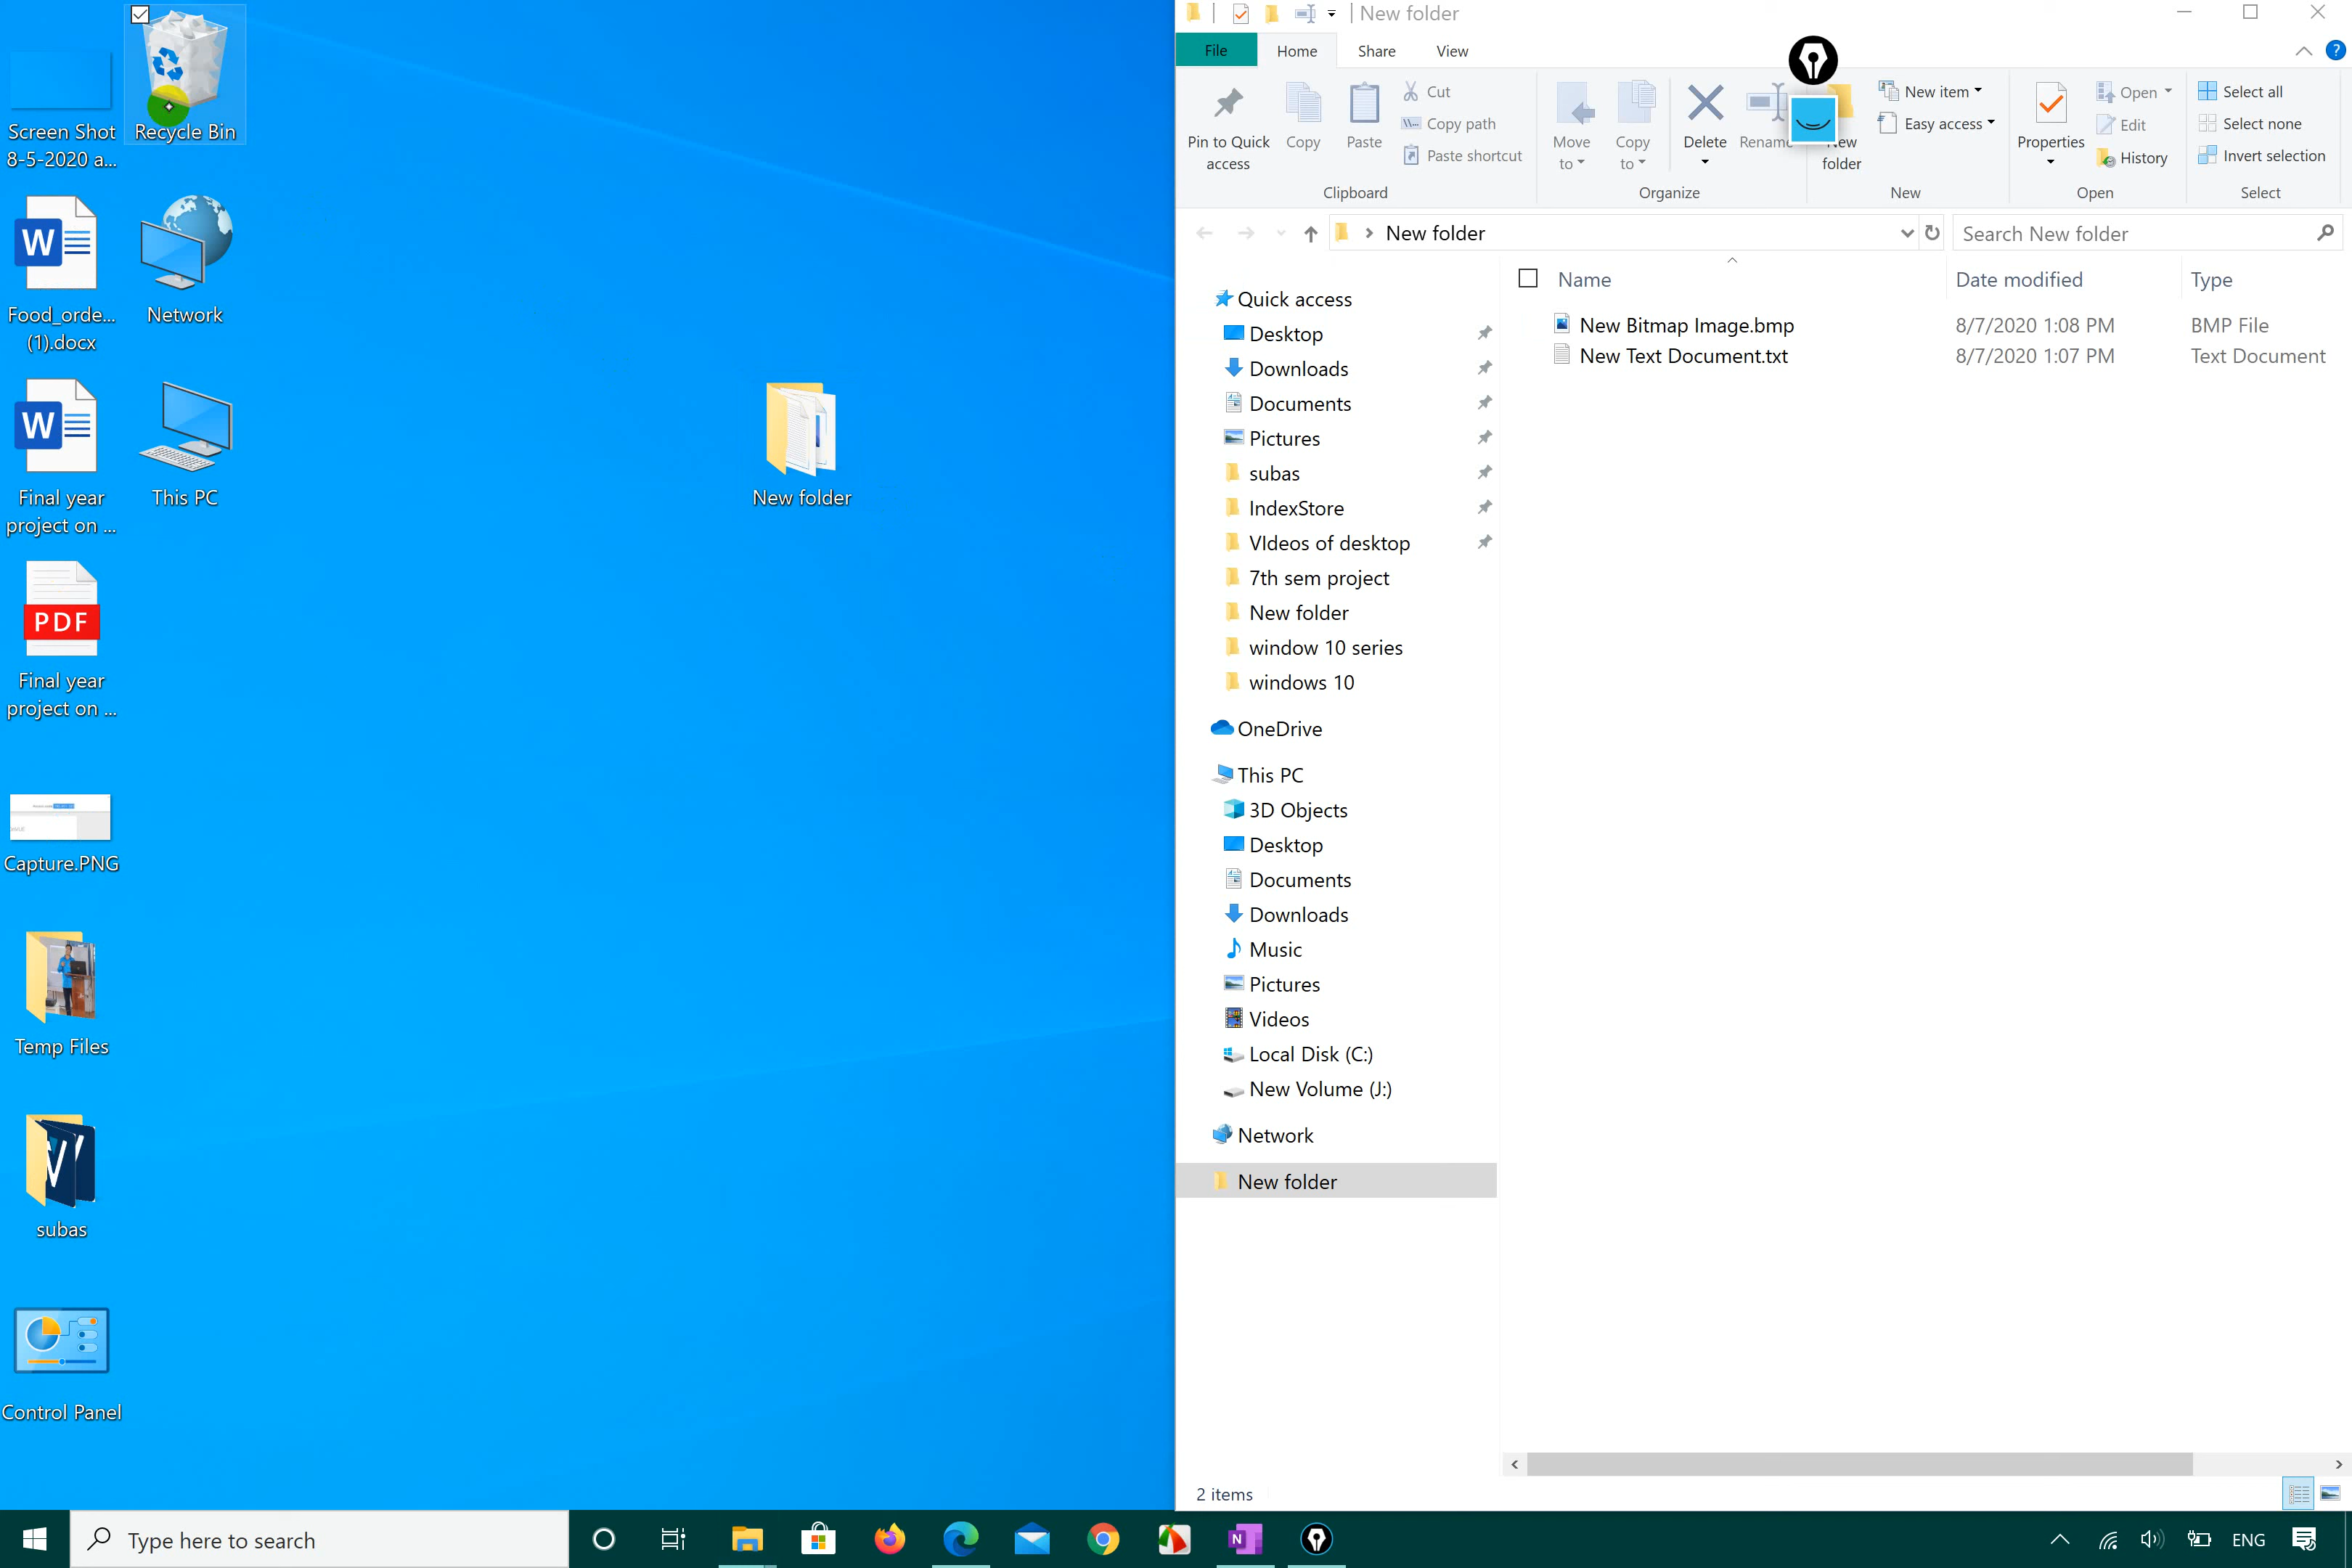 Screen Shot
8-5-2020 a...
Recycle Bin
Food_orde...
(1).docx
Network
Final year
project on ...
This PC
New folder
PDF
Final year
project on ...
Capture.PNG
Temp Files
subas
Control Panel
New folder
File
Home
Share
View
Pin to Quick
access
Copy
Paste
Cut
Copy path
Paste shortcut
Clipboard
Move
to
Copy
to
Delete
Rename
Organize
New
folder
New item
Easy access
New
Properties
Open
Edit
History
Open
Select all
Select none
Invert selection
Select
New folder
Search New folder
Name
Date modified
Type
New Bitmap Image.bmp
8/7/2020 1:08 PM
BMP File
New Text Document.txt
8/7/2020 1:07 PM
Text Document
Quick access
Desktop
Downloads
Documents
Pictures
subas
IndexStore
VIdeos of desktop
7th sem project
New folder
window 10 series
windows 10
OneDrive
This PC
3D Objects
Desktop
Documents
Downloads
Music
Pictures
Videos
Local Disk (C:)
New Volume (J:)
Network
New folder
2 items
Type here to search
ENG